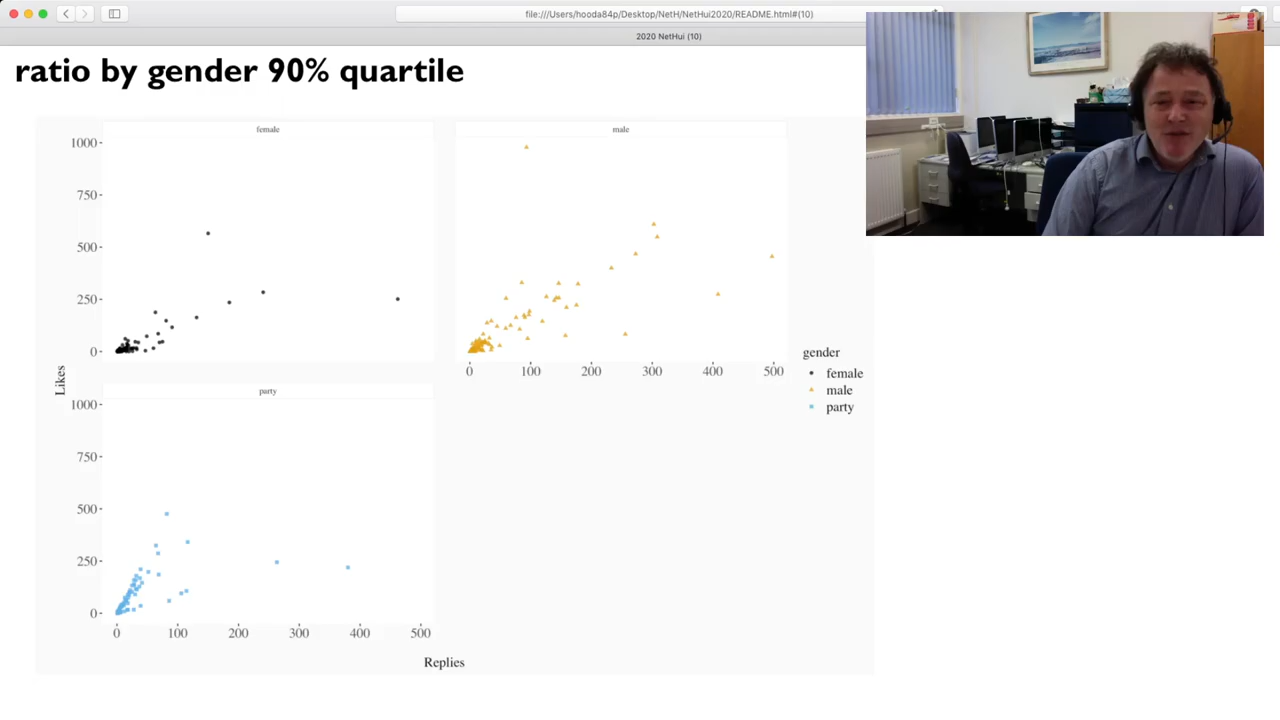 file:///Users/hooda84p/Desktop/NetH/NetHui2020/README.html#(10)
2020 NetHui (10)
ratio by gender 90% quartile
female
male
1000
750
500
250
0
Likes
0 100 200 300 400 500
gender
female
male
party
party
1000
750
500
250
0
0 100 200 300 400 500
Replies